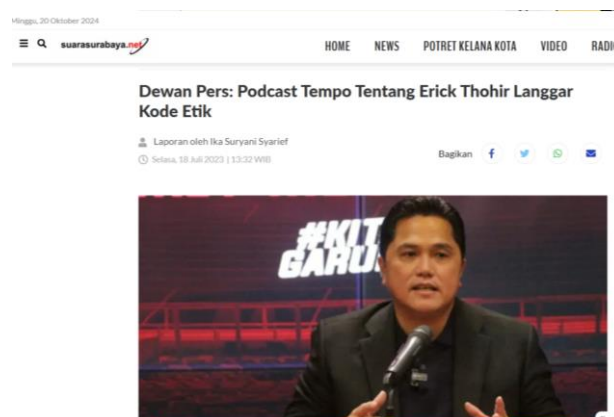 Minggu, 20 Oktober 2024
suarasurabaya.net
HOME NEWS POTRET KELANA KOTA VIDEO RADI
Dewan Pers: Podcast Tempo Tentang Erick Thohir Langgar
Kode Etik
Laporan oleh Ika Suryani Syarief
Selasa, 18 Juli 2023 | 13:32 WIB
Bagikan
#KIT
GARU